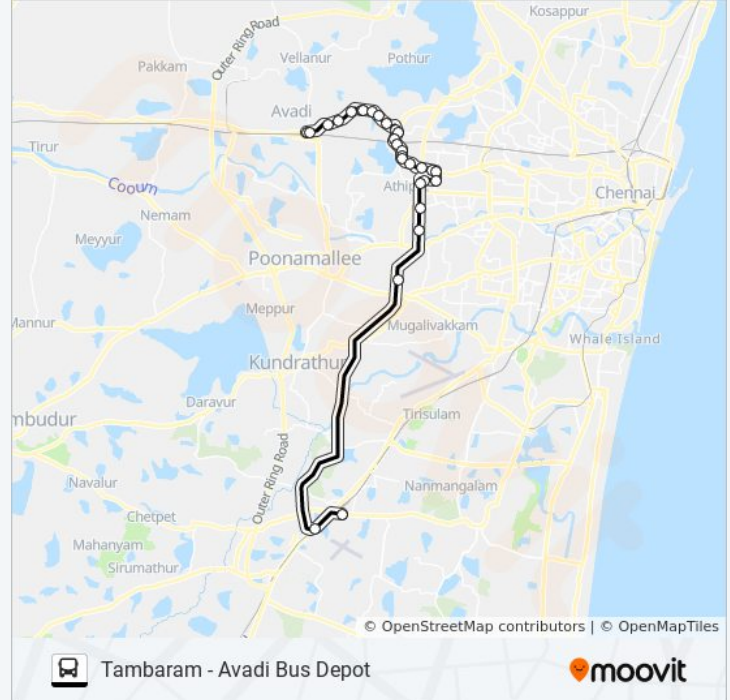 Kosappur
Outer Ring Road
Vellanur
Pothur
Pakkam
Avadi
Tirur
Cooum
Athip
Chennai
Nemam
Meyyur
Poonamallee
Meppur
Mannur
Mugalivakkam
Whale Island
Kundrathur
Daravur
Tirisulam
mbudur
Outer Ring Road
Navalur
Nanmangalam
Chetpet
Mahanyam
Sirumathur
© OpenStreetMap contributors | © OpenMapTiles
Tambaram - Avadi Bus Depot
moovit